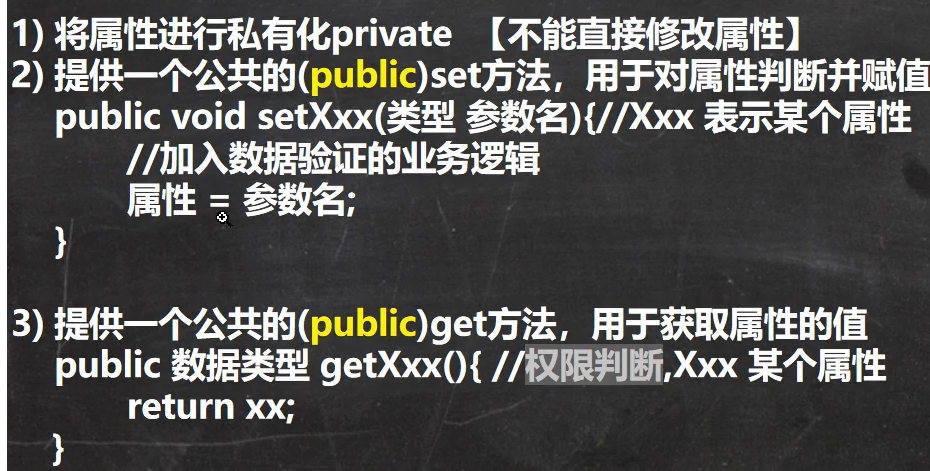 1) 将属性进行私有化private 【不能直接修改属性】
2) 提供一个公共的(public)set方法，用于对属性判断并赋值
public void setXxx(类型 参数名){//Xxx 表示某个属性
//加入数据验证的业务逻辑
属性 = 参数名;
}
3) 提供一个公共的(public)get方法，用于获取属性的值
public 数据类型 getXxx(){ //权限判断,Xxx 某个属性
return xx;
}